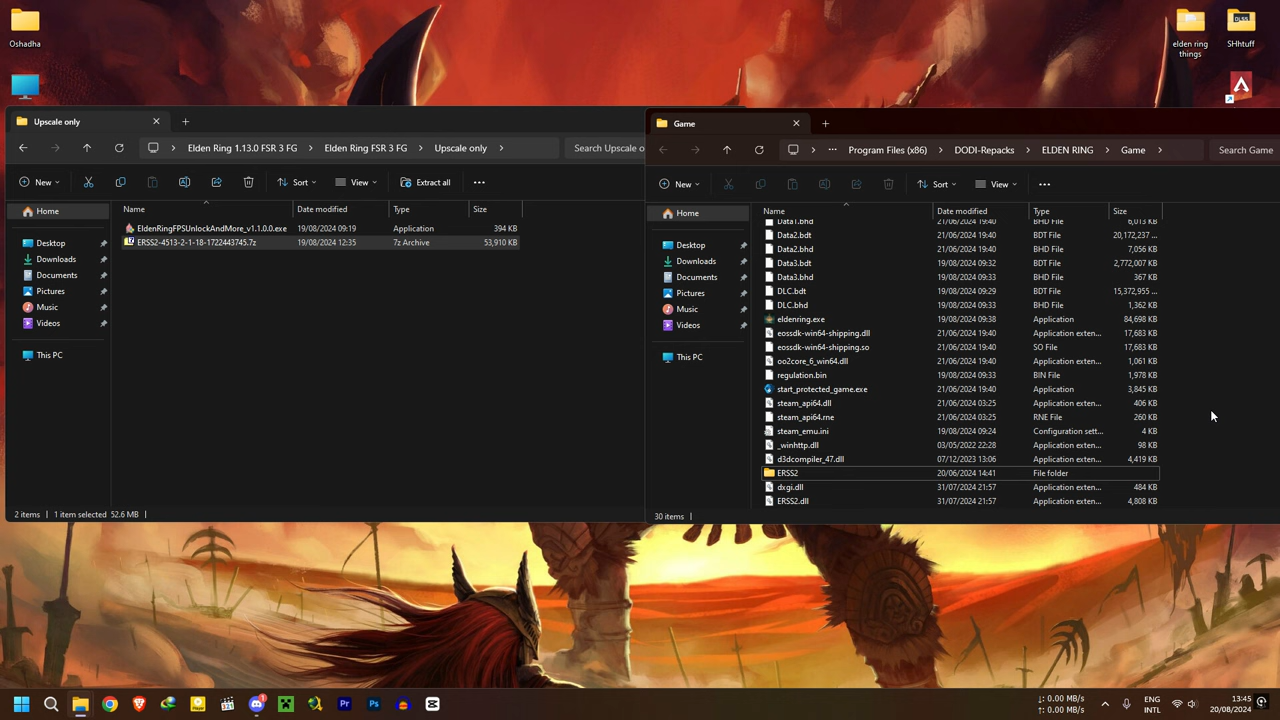 Oshadha
elden ring
things
DLSS
SHhtuff
Upscale only
Elden Ring 1.13.0 FSR 3 FG
Elden Ring FSR 3 FG
Upscale only
Search Upscale o
New
Sort
View
Extract all
Home
Desktop
Downloads
Documents
Pictures
Music
Videos
This PC
Name Date modified Type Size
EldenRingFPSUnlockAndMore_v1.1.0.0.exe 19/08/2024 09:19 Application 394 KB
ERSS2-4513-2-1-18-1722443745.7z 19/08/2024 12:35 7z Archive 53,910 KB
2 items 1 item selected 52.6 MB
Game
Program Files (x86)
DODI-Repacks
ELDEN RING
Game
Search Game
New
Sort
View
Home
Desktop
Downloads
Documents
Pictures
Music
Videos
This PC
Name Date modified Type Size
Data1.bhd 21/06/2024 19:40 BHD File 6,013 KB
Data2.bdt 21/06/2024 19:40 BDT File 20,172,237 ...
Data2.bhd 21/06/2024 19:40 BHD File 7,056 KB
Data3.bdt 19/08/2024 09:32 BDT File 2,772,007 KB
Data3.bhd 19/08/2024 09:33 BHD File 367 KB
DLC.bdt 19/08/2024 09:29 BDT File 15,372,955 ...
DLC.bhd 19/08/2024 09:33 BHD File 1,362 KB
eldenring.exe 19/08/2024 09:38 Application 84,698 KB
eossdk-win64-shipping.dll 21/06/2024 19:40 Application exten... 17,683 KB
eossdk-win64-shipping.so 21/06/2024 19:40 SO File 17,683 KB
oo2core_6_win64.dll 21/06/2024 19:40 Application exten... 1,061 KB
regulation.bin 19/08/2024 09:33 BIN File 1,978 KB
start_protected_game.exe 21/06/2024 19:40 Application 3,845 KB
steam_api64.dll 21/06/2024 03:25 Application exten... 406 KB
steam_api64.rne 21/06/2024 03:25 RNE File 260 KB
steam_emu.ini 19/08/2024 09:24 Configuration sett... 4 KB
_winhttp.dll 03/05/2022 22:28 Application exten... 98 KB
d3dcompiler_47.dll 07/12/2023 13:06 Application exten... 4,419 KB
ERSS2 20/06/2024 14:41 File folder
dxgi.dll 31/07/2024 21:57 Application exten... 484 KB
ERSS2.dll 31/07/2024 21:57 Application exten... 4,808 KB
30 items
Pr
Ps
↓: 0.00 MB/s
↑: 0.00 MB/s
ENG
INTL
13:45
20/08/2024